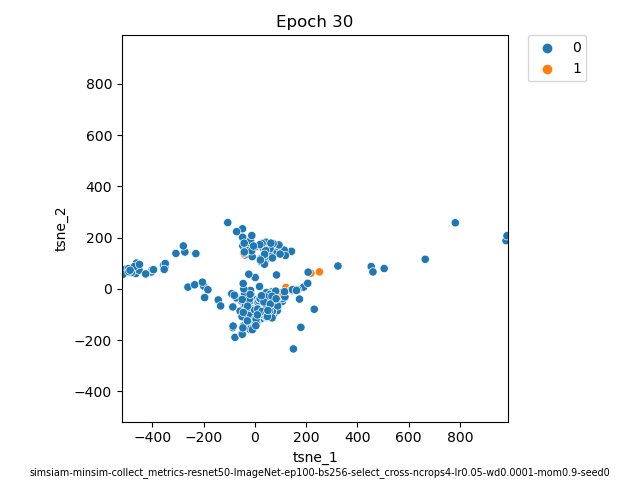 Epoch 30
0
1
800
600
400
200
0
−200
−400
tsne_2
−400 −200 0 200 400 600 800
tsne_1
simsiam-minsim-collect_metrics-resnet50-ImageNet-ep100-bs256-select_cross-ncrops4-lr0.05-wd0.0001-mom0.9-seed0